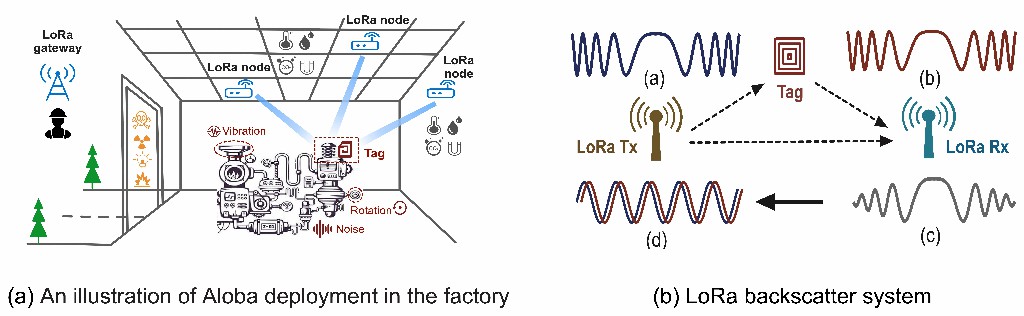 LoRa
gateway
LoRa node
LoRa node
LoRa
node
Vibration
Tag
Rotation
Noise
(a) An illustration of Aloba deployment in the factory
(a)
Tag
(b)
LoRa Tx
LoRa Rx
(d)
(c)
(b) LoRa backscatter system